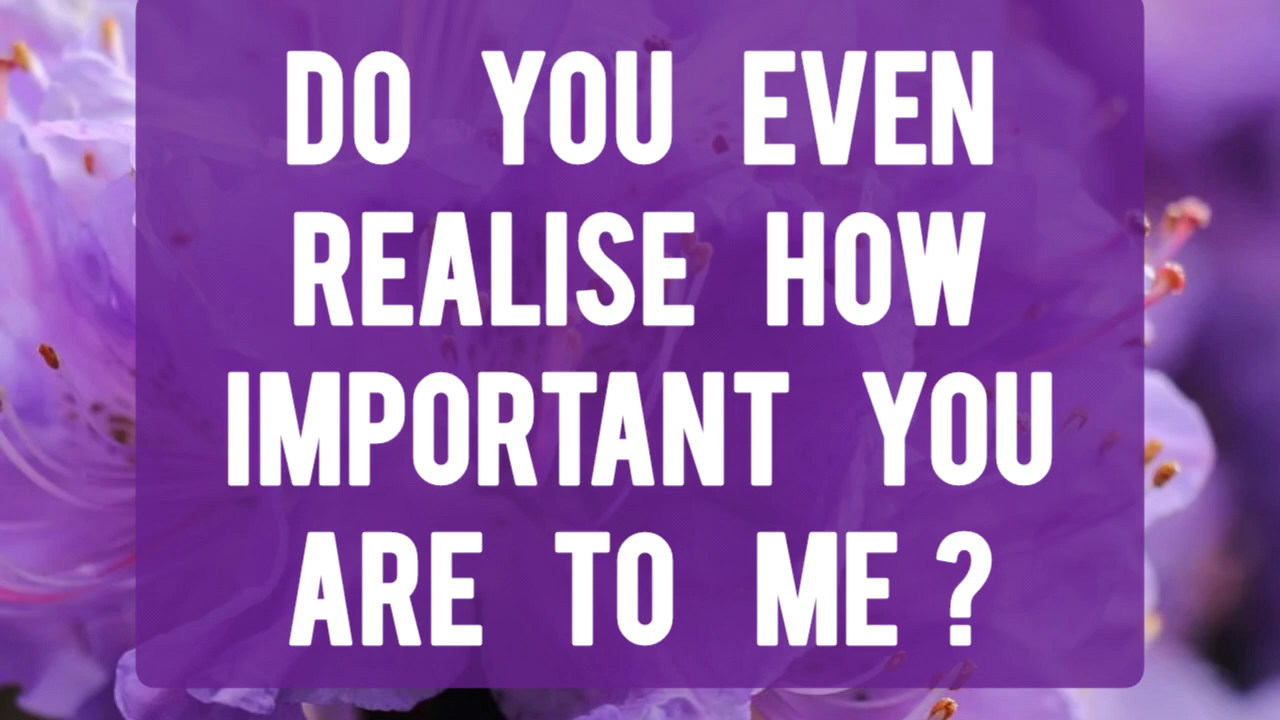 DO YOU EVEN
REALISE HOW
IMPORTANT YOU
ARE TO ME?